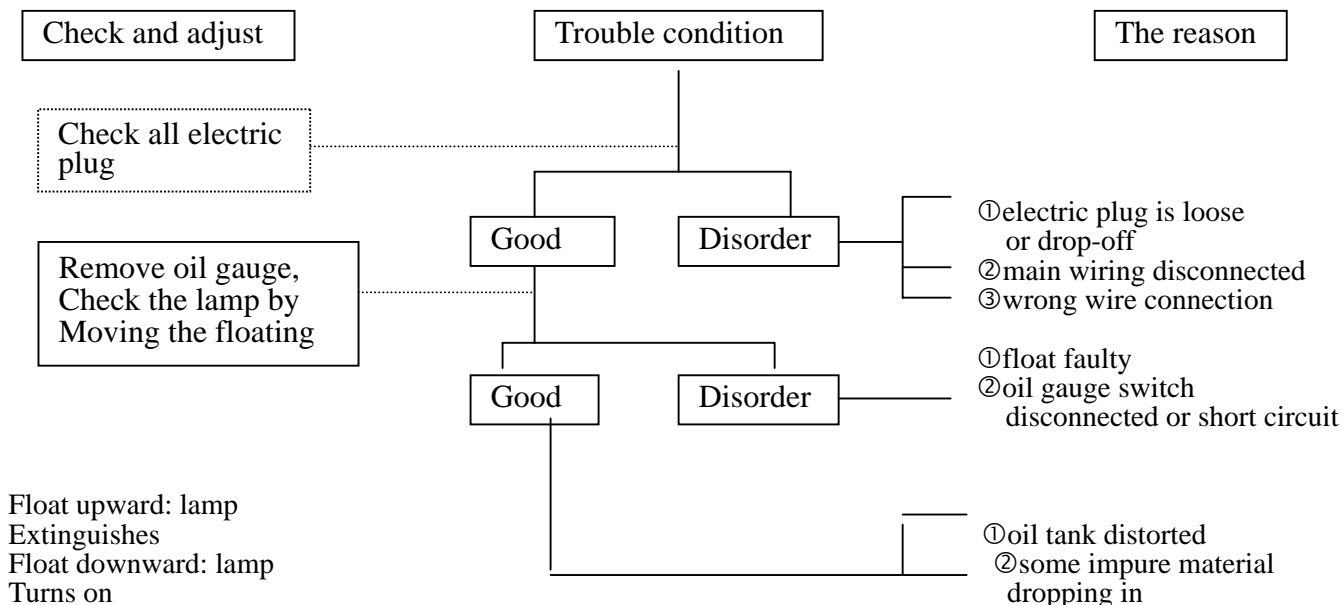 Check and adjust
Trouble condition
The reason
Check all electric
plug
Good
Disorder
①electric plug is loose
or drop-off
②main wiring disconnected
③wrong wire connection
Remove oil gauge,
Check the lamp by
Moving the floating
Good
Disorder
①float faulty
②oil gauge switch
disconnected or short circuit
Float upward: lamp
Extinguishes
Float downward: lamp
Turns on
①oil tank distorted
②some impure material
dropping in